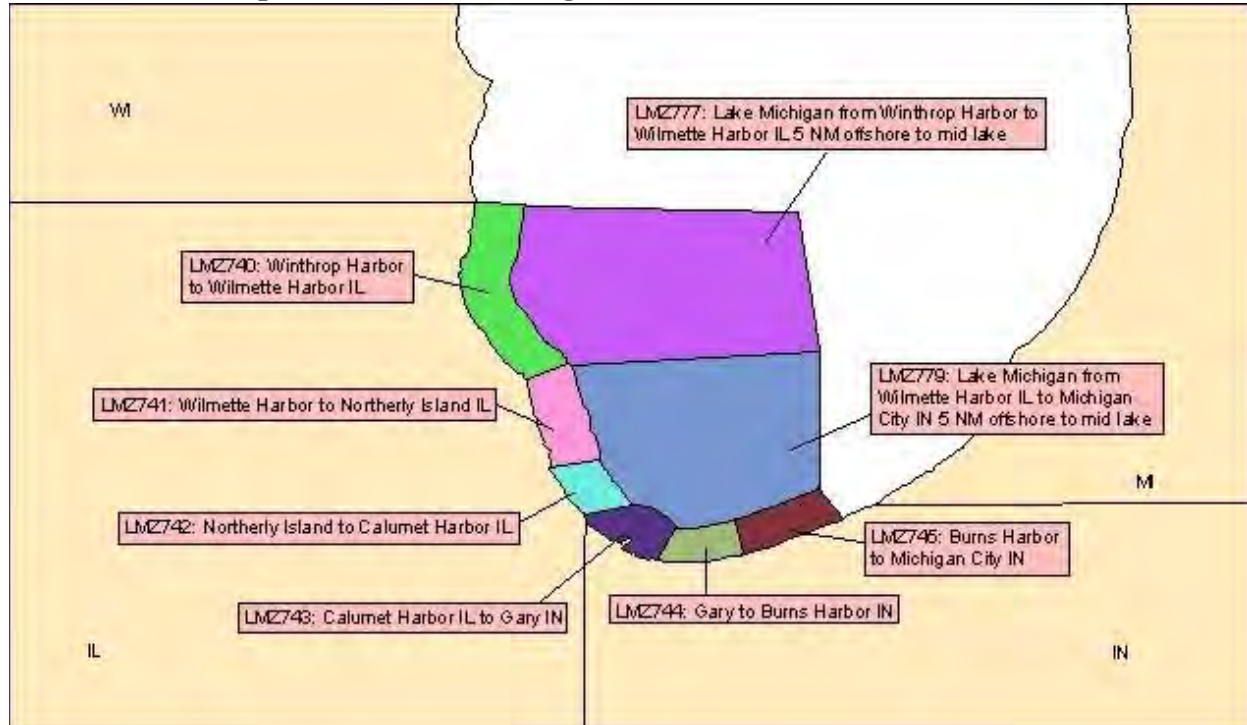 WI
LMZ777: Lake Michigan from Winthrop Harbor to
Wilmette Harbor IL 5 NM offshore to mid lake
LMZ740: Winthrop Harbor
to Wilmette Harbor IL
LMZ779: Lake Michigan from
Wilmette Harbor IL to Michigan
City IN 5 NM offshore to mid lake
LMZ741: Wilmette Harbor to Northerly Island IL
MI
LMZ742: Northerly Island to Calumet Harbor IL
LMZ745: Burns Harbor
to Michigan City IN
LMZ743: Calumet Harbor IL to Gary IN
LMZ744: Gary to Burns Harbor IN
IL
IN